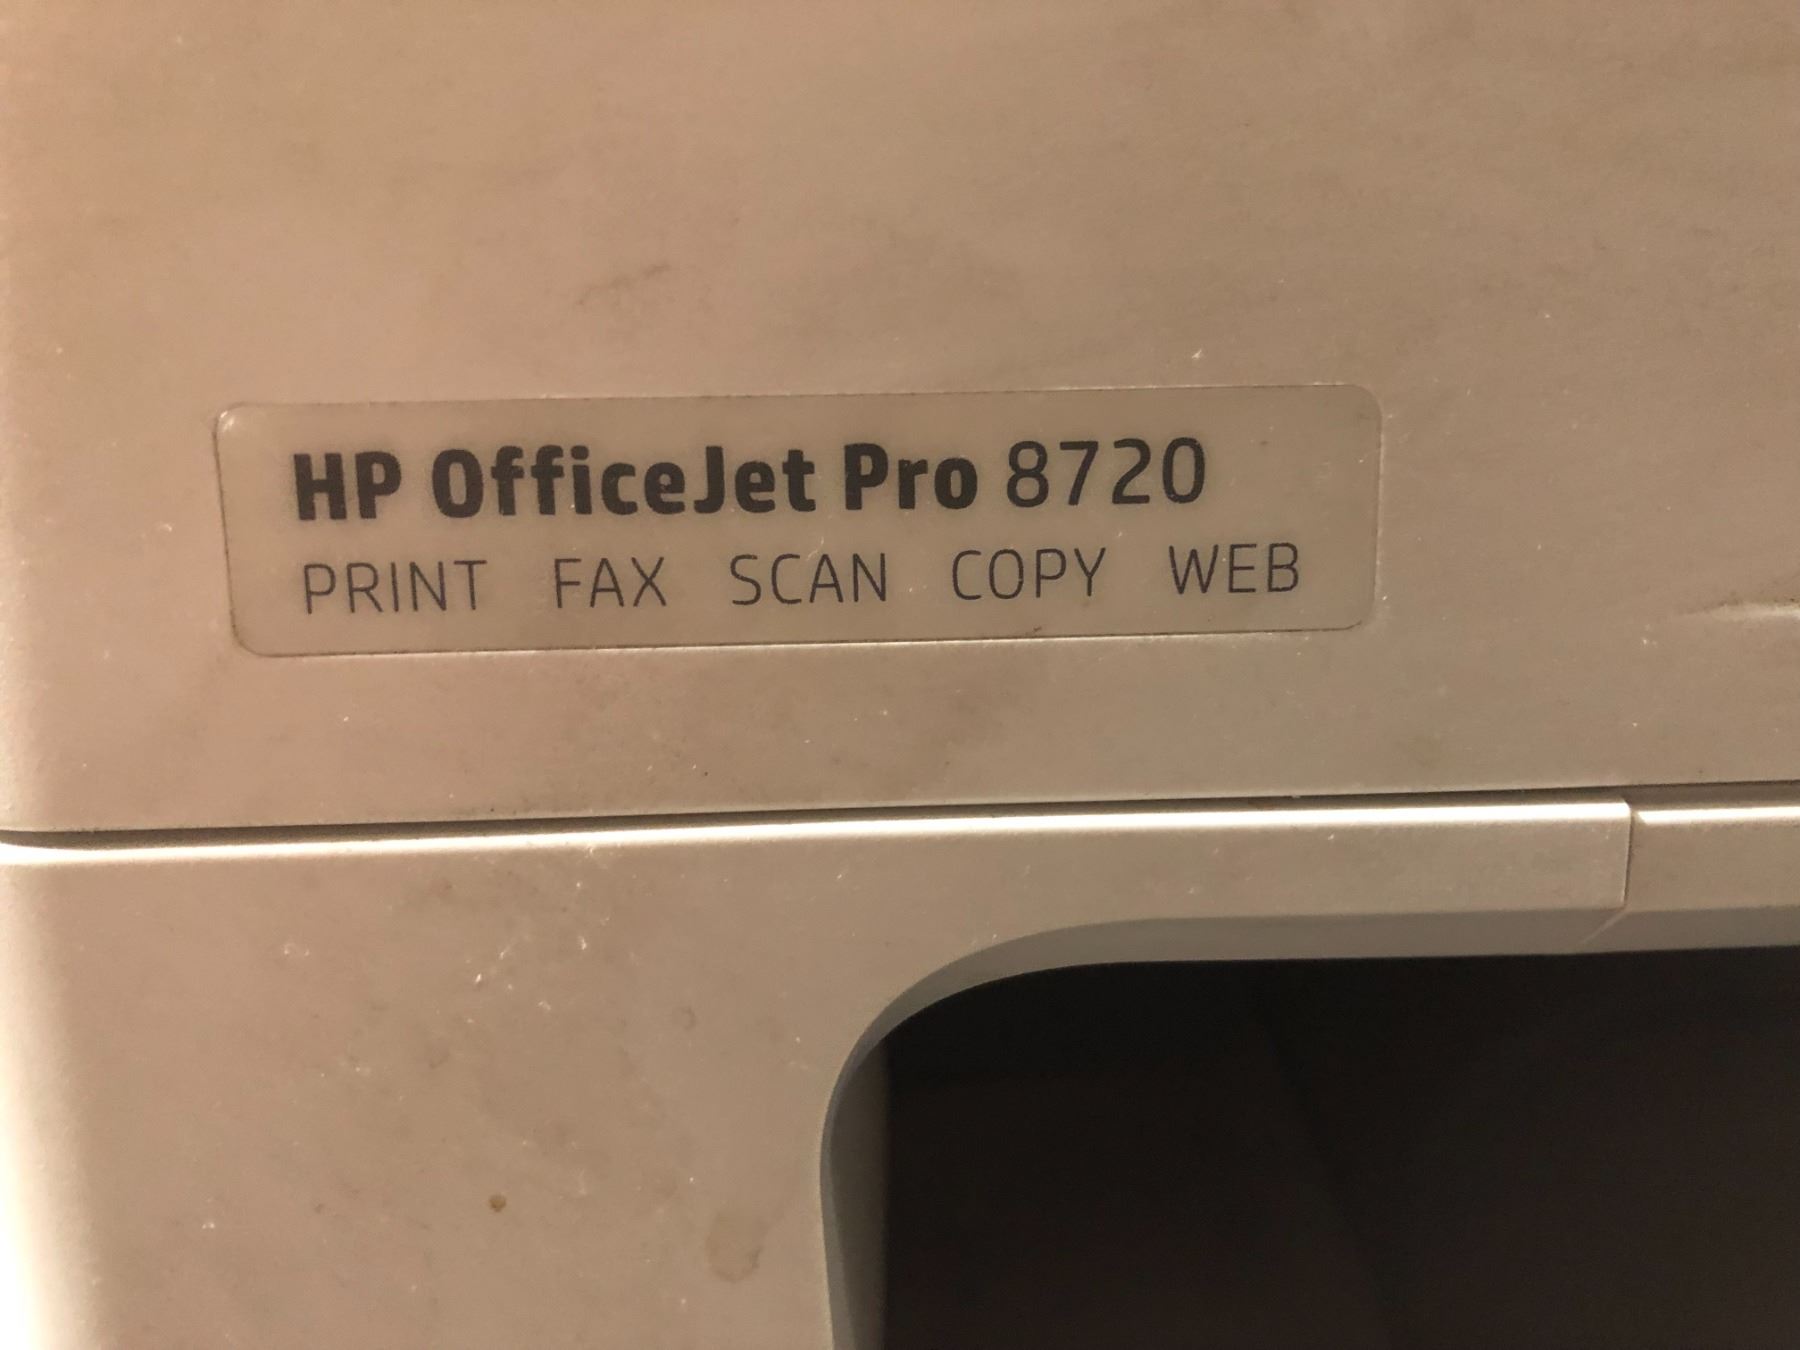 HP OfficeJet Pro 8720
PRINT FAX SCAN COPY WEB